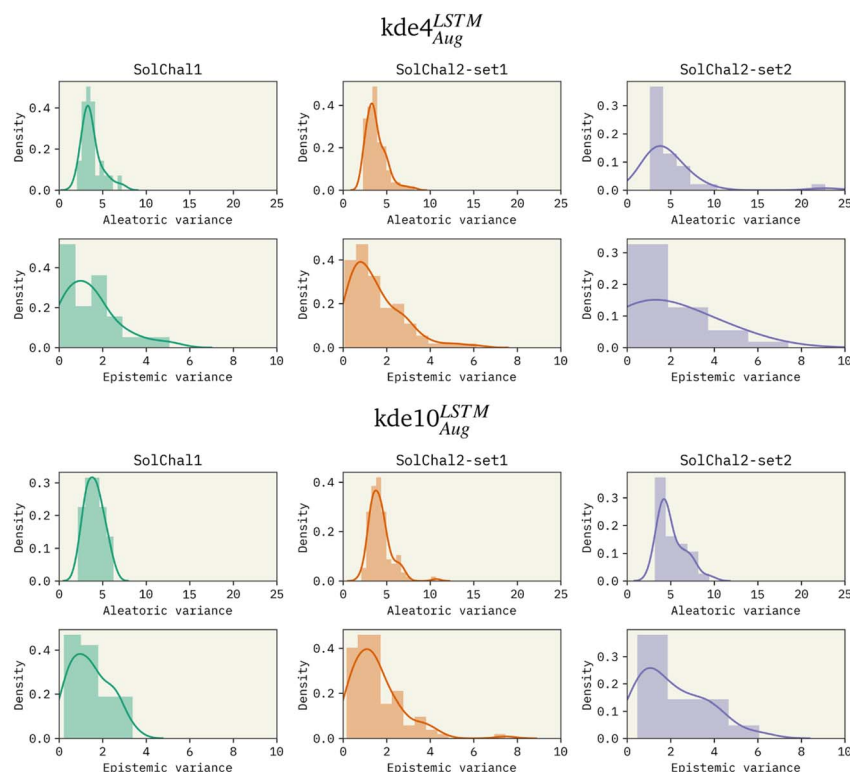 kde4^{LSTM}_{Aug}
SolChal1 SolChal2-set1 SolChal2-set2
Density 0.4 0.2 0.0 Density 0.4 0.2 0.0 Density 0.3 0.2 0.1 0.0
0 5 10 15 20 25 0 5 10 15 20 25 0 5 10 15 20 25
Aleatoric variance Aleatoric variance Aleatoric variance
Density 0.4 0.2 0.0 Density 0.4 0.2 0.0 Density 0.3 0.2 0.1 0.0
0 2 4 6 8 10 0 2 4 6 8 10 0 2 4 6 8 10
Epistemic variance Epistemic variance Epistemic variance
kde10^{LSTM}_{Aug}
SolChal1 SolChal2-set1 SolChal2-set2
Density 0.3 0.2 0.1 0.0 Density 0.4 0.2 0.0 Density 0.3 0.2 0.1 0.0
0 5 10 15 20 25 0 5 10 15 20 25 0 5 10 15 20 25
Aleatoric variance Aleatoric variance Aleatoric variance
Density 0.4 0.2 0.0 Density 0.4 0.2 0.0 Density 0.3 0.2 0.1 0.0
0 2 4 6 8 10 0 2 4 6 8 10 0 2 4 6 8 10
Epistemic variance Epistemic variance Epistemic variance